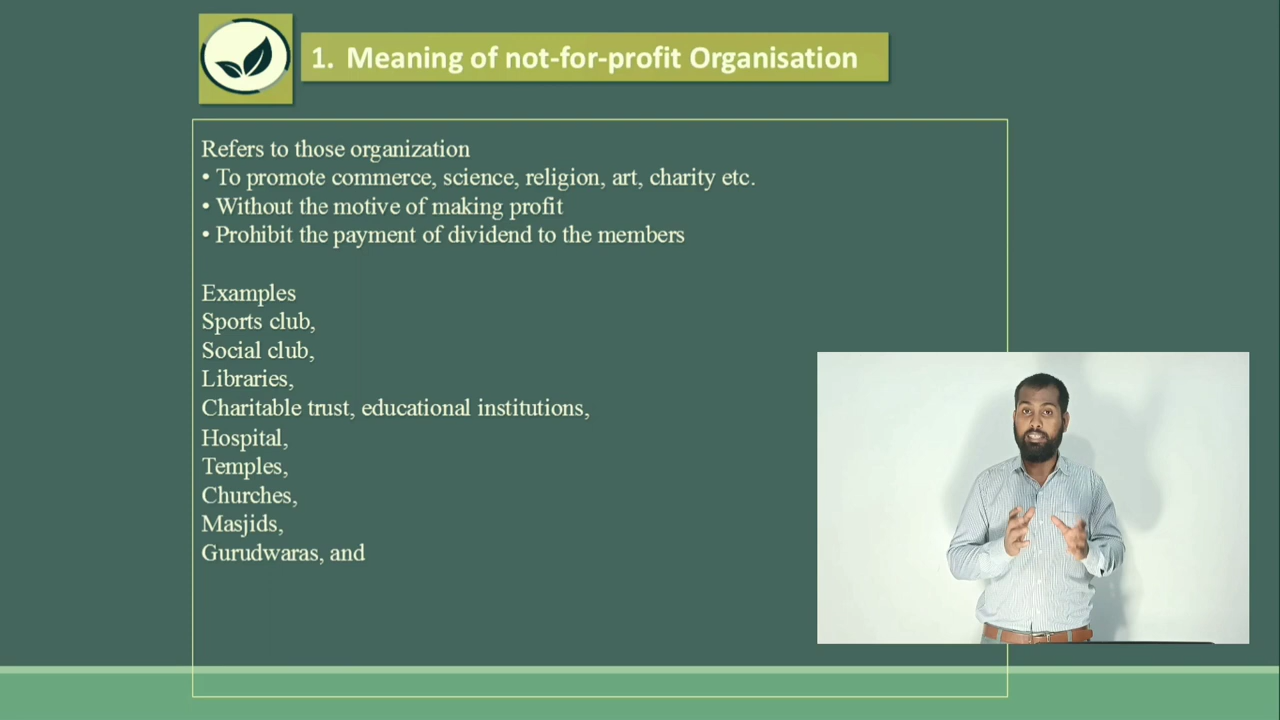 1. Meaning of not-for-profit Organisation
Refers to those organization
• To promote commerce, science, religion, art, charity etc.
• Without the motive of making profit
• Prohibit the payment of dividend to the members
Examples
Sports club,
Social club,
Libraries,
Charitable trust, educational institutions,
Hospital,
Temples,
Churches,
Masjids,
Gurudwaras, and